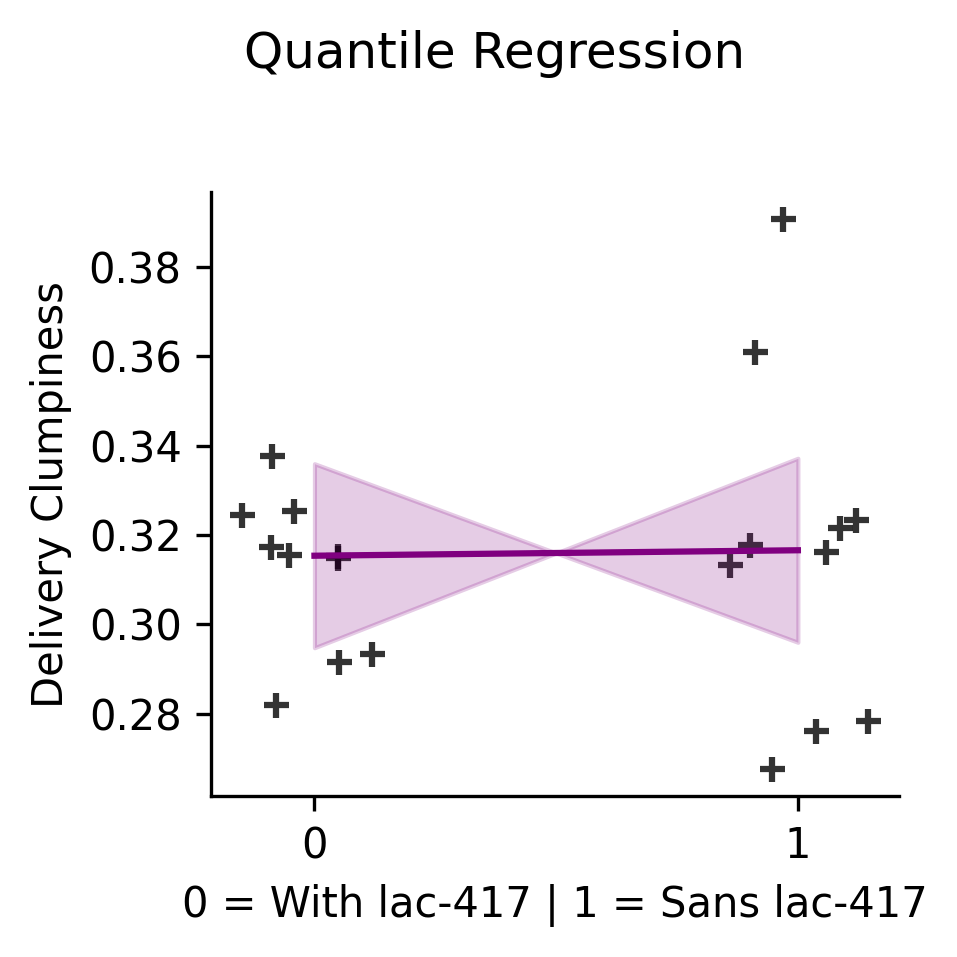 Quantile Regression
Delivery Clumpiness
0.38
0.36
0.34
0.32
0.30
0.28
0
1
0 = With lac-417 | 1 = Sans lac-417